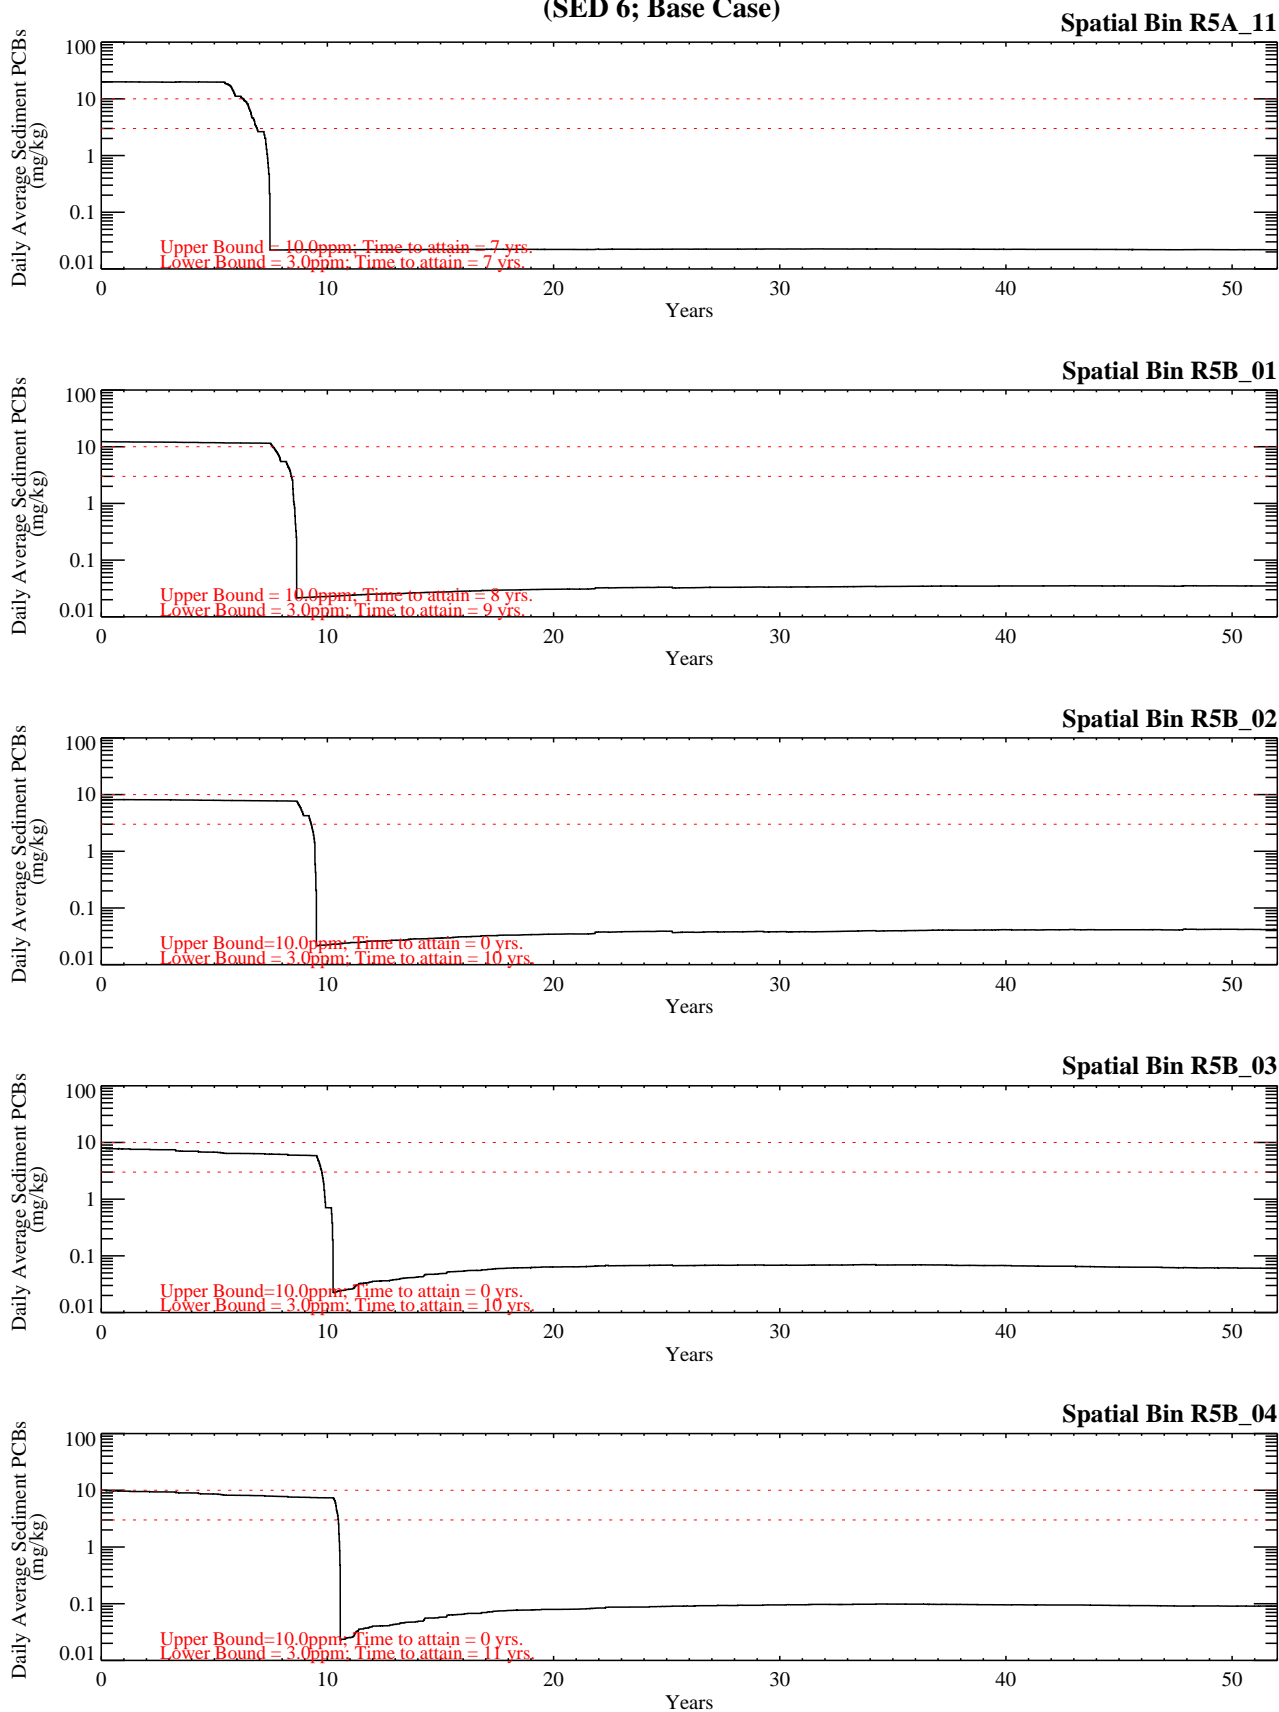 (SED 6; Base Case)
Spatial Bin R5A_11
Daily Average Sediment PCBs
(mg/kg)
100
10
1
0.1
0.01
Upper Bound = 10.0ppm; Time to attain = 7 yrs.
Lower Bound = 3.0ppm; Time to attain = 7 yrs.
0 10 20 30 40 50
Years
Spatial Bin R5B_01
Daily Average Sediment PCBs
(mg/kg)
100
10
1
0.1
0.01
Upper Bound = 10.0ppm; Time to attain = 8 yrs.
Lower Bound = 3.0ppm; Time to attain = 9 yrs.
0 10 20 30 40 50
Years
Spatial Bin R5B_02
Daily Average Sediment PCBs
(mg/kg)
100
10
1
0.1
0.01
Upper Bound=10.0ppm; Time to attain = 0 yrs.
Lower Bound = 3.0ppm; Time to attain = 10 yrs.
0 10 20 30 40 50
Years
Spatial Bin R5B_03
Daily Average Sediment PCBs
(mg/kg)
100
10
1
0.1
0.01
Upper Bound=10.0ppm; Time to attain = 0 yrs.
Lower Bound = 3.0ppm; Time to attain = 10 yrs.
0 10 20 30 40 50
Years
Spatial Bin R5B_04
Daily Average Sediment PCBs
(mg/kg)
100
10
1
0.1
0.01
Upper Bound=10.0ppm; Time to attain = 0 yrs.
Lower Bound = 3.0ppm; Time to attain = 11 yrs.
0 10 20 30 40 50
Years